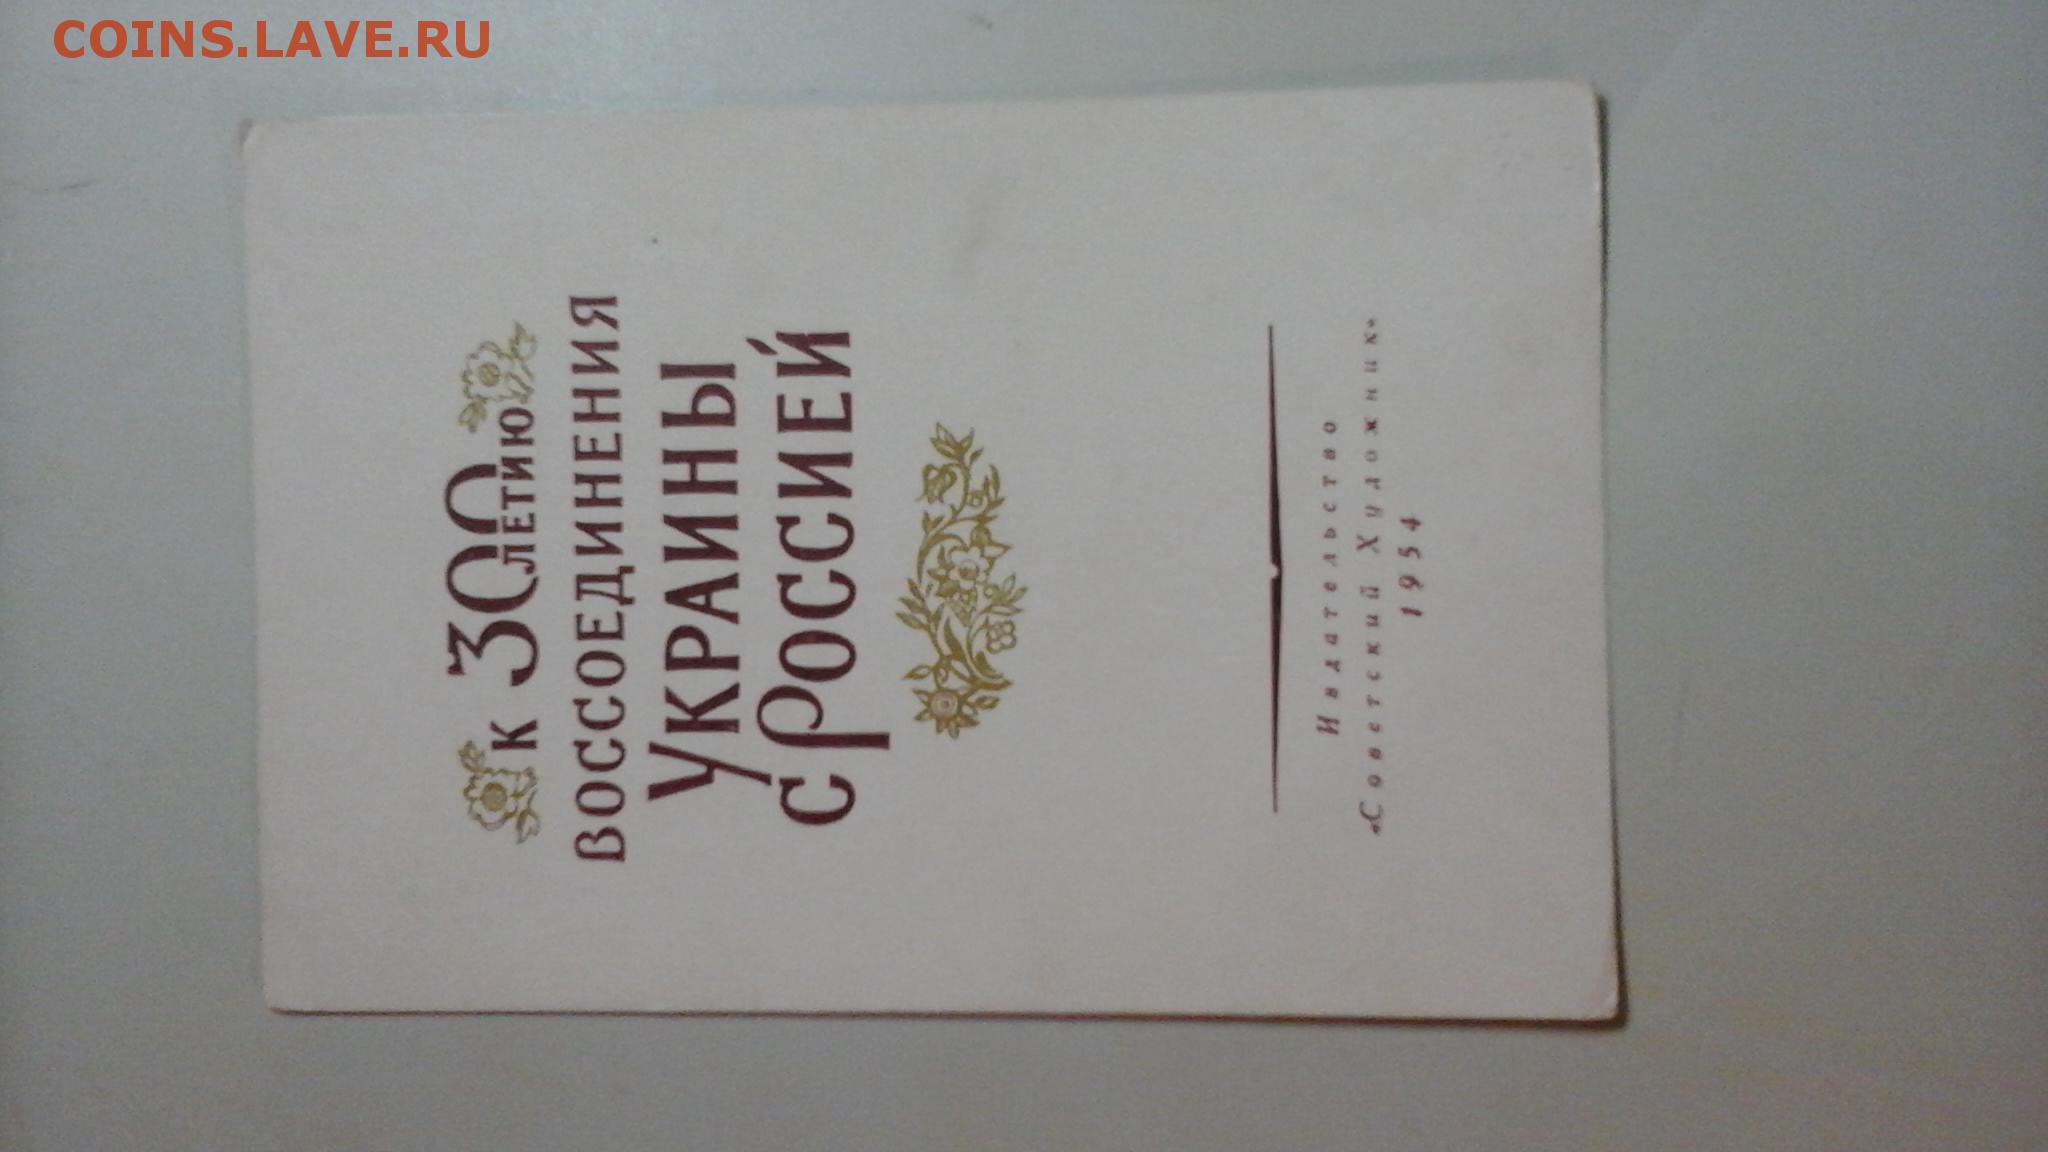 COINS.LAVE.RU
К 300 ЛЕТИЮ
ВОССОЕДИНЕНИЯ
УКРАИНЫ
С РОССИЕЙ
Издательство
«Советский Художник»
1954